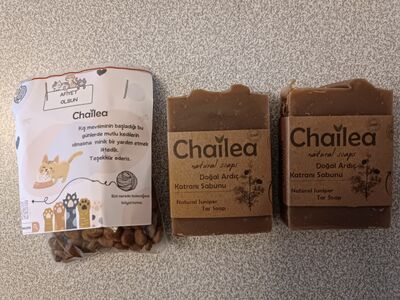 AFİYET
OLSUN
Chailea
Kış mevsiminin başladığı bu
günlerde mutlu kedilerin
olmasına minik bir yardım etmek
istedik.
Teşekkür ederiz.
Chailea
natural soaps
Doğal Ardıç
Katranı Sabunu
Natural Juniper
Tar Soap
Chailea
natural soaps
Doğal Ardıç
Katranı Sabunu
Natural Juniper
Tar Soap